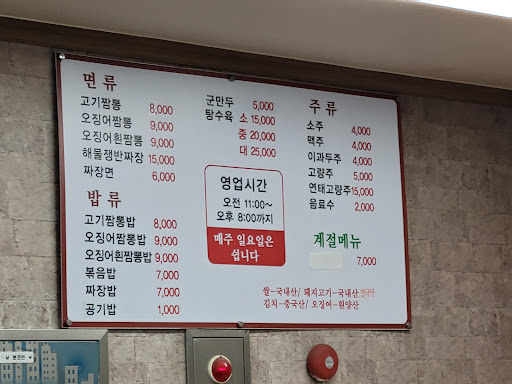 면류
고기짬뽕 8,000
오징어짬뽕 9,000
오징어흰짬뽕 9,000
해물쟁반짜장 15,000
짜장면 6,000
밥류
고기짬뽕밥 8,000
오징어짬뽕밥 9,000
오징어흰짬뽕밥 9,000
볶음밥 7,000
짜장밥 7,000
공기밥 1,000
군만두 5,000
탕수육 소 15,000
중 20,000
대 25,000
영업시간
오전 11:00~
오후 8:00까지
매주 일요일은
쉽니다
주류
소주 4,000
맥주 4,000
이과두주 4,000
고량주 5,000
연태고량주 15,000
음료수 2,000
계절메뉴
7,000
쌀-국내산/ 돼지고기-국내산
김치-중국산/ 오징어-원양산